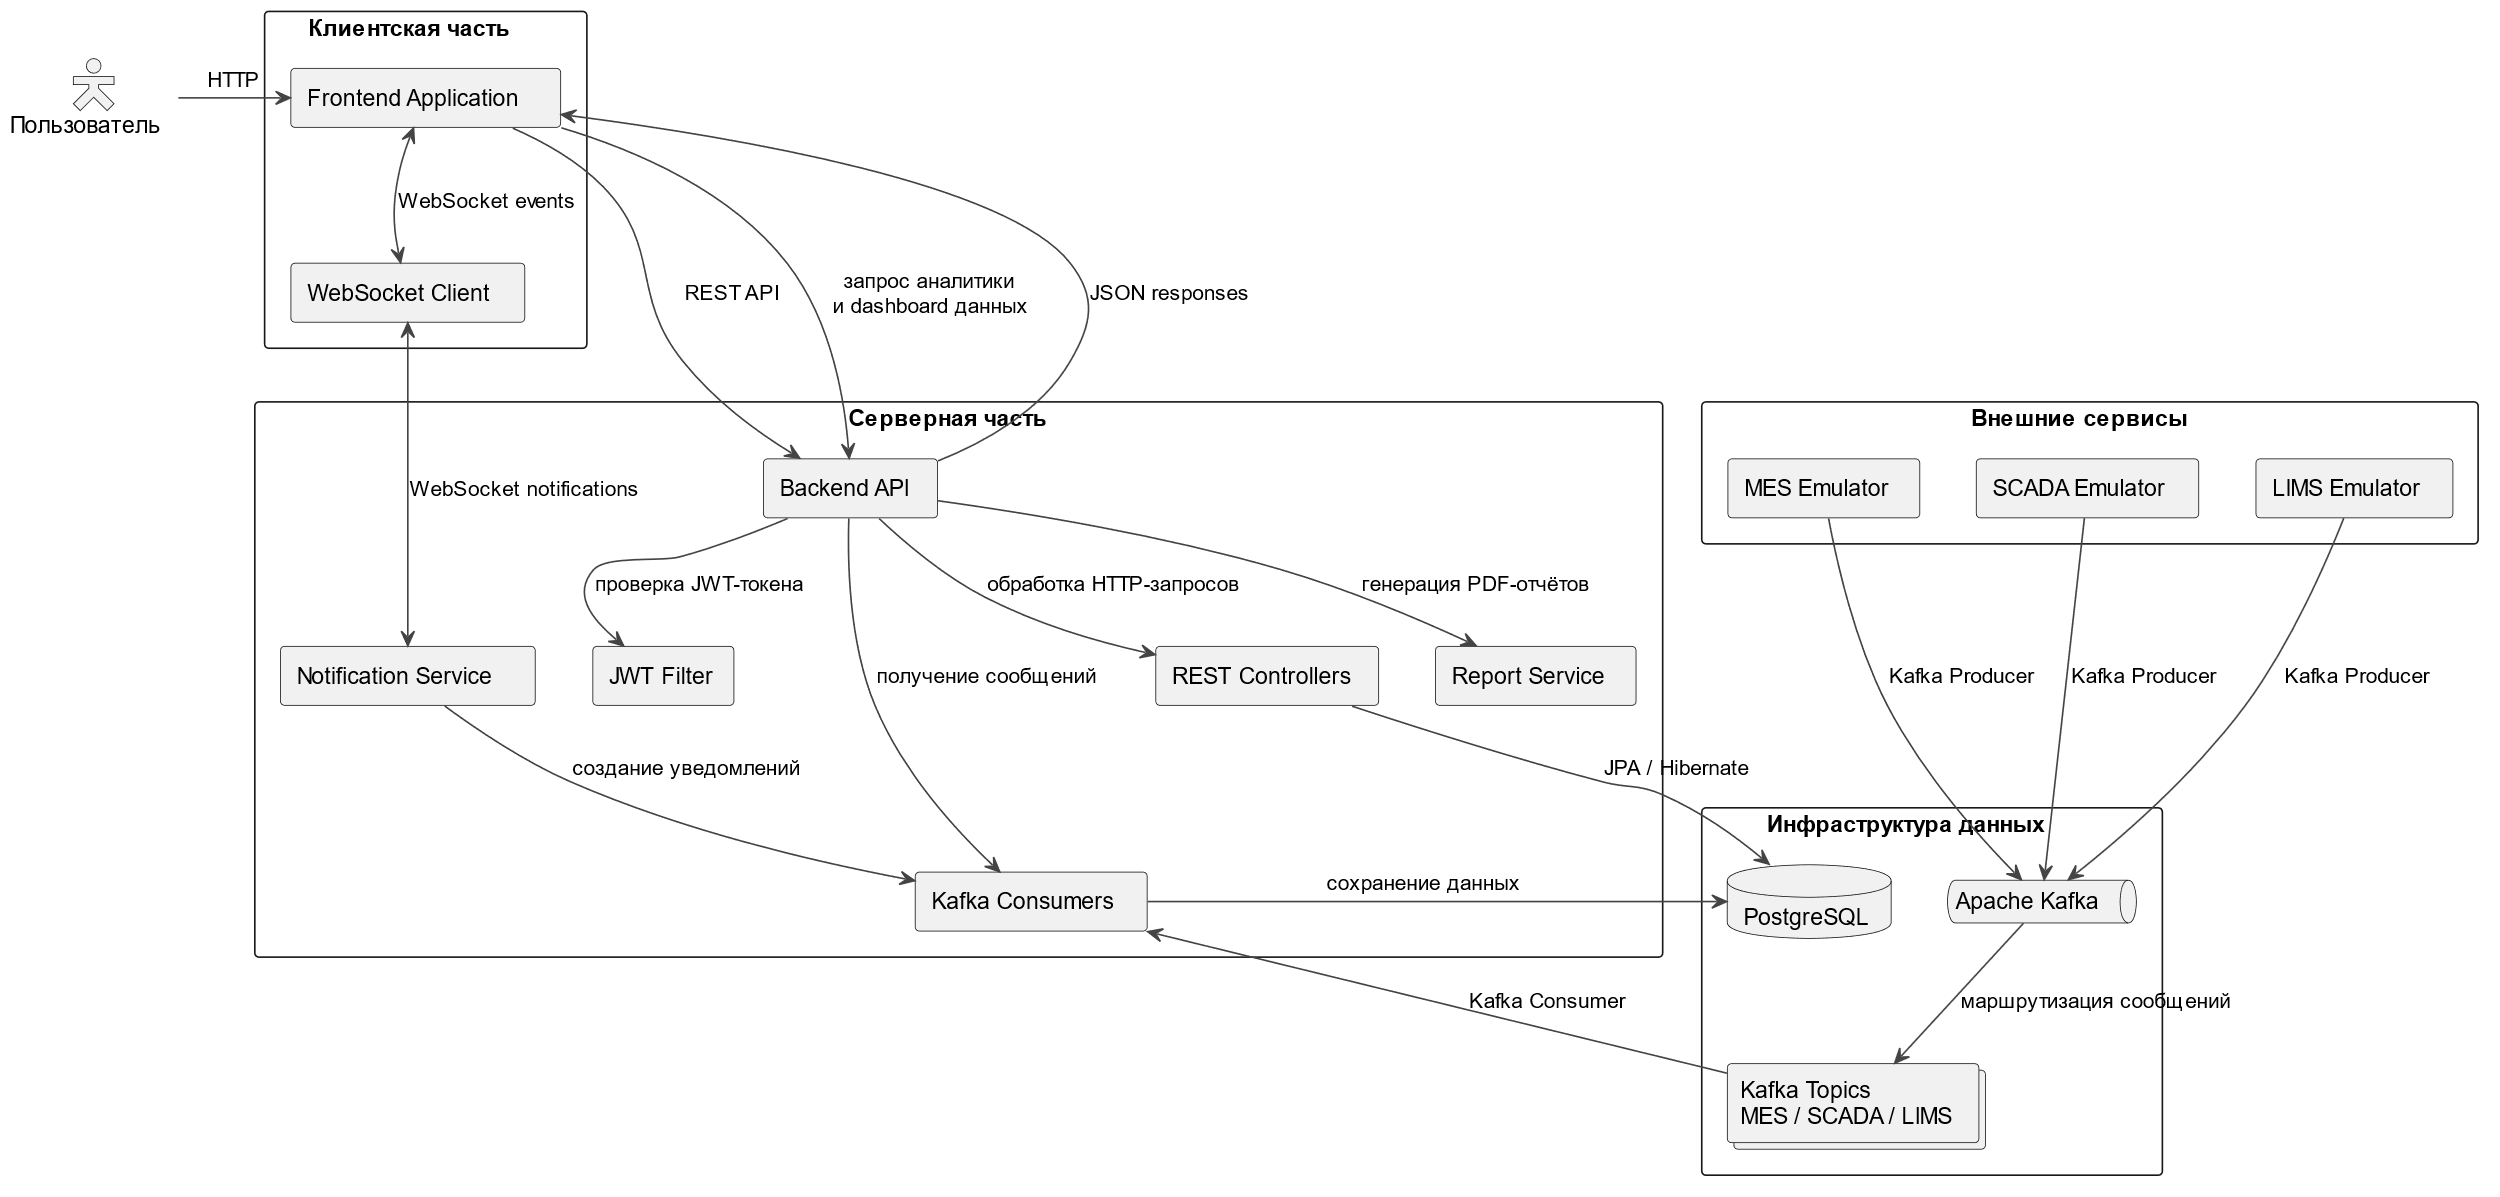 Клиентская часть
Пользователь
HTTP
Frontend Application
WebSocket events
WebSocket Client
REST API
запрос аналитики
и dashboard данных
JSON responses
Серверная часть
Backend API
WebSocket notifications
проверка JWT-токена
обработка HTTP-запросов
генерация PDF-отчётов
Notification Service
JWT Filter
получение сообщений
REST Controllers
Report Service
создание уведомлений
JPA / Hibernate
Kafka Consumers
сохранение данных
Внешние сервисы
MES Emulator
SCADA Emulator
LIMS Emulator
Kafka Producer
Kafka Producer
Kafka Producer
Инфраструктура данных
PostgreSQL
Apache Kafka
Kafka Consumer
маршрутизация сообщений
Kafka Topics
MES / SCADA / LIMS